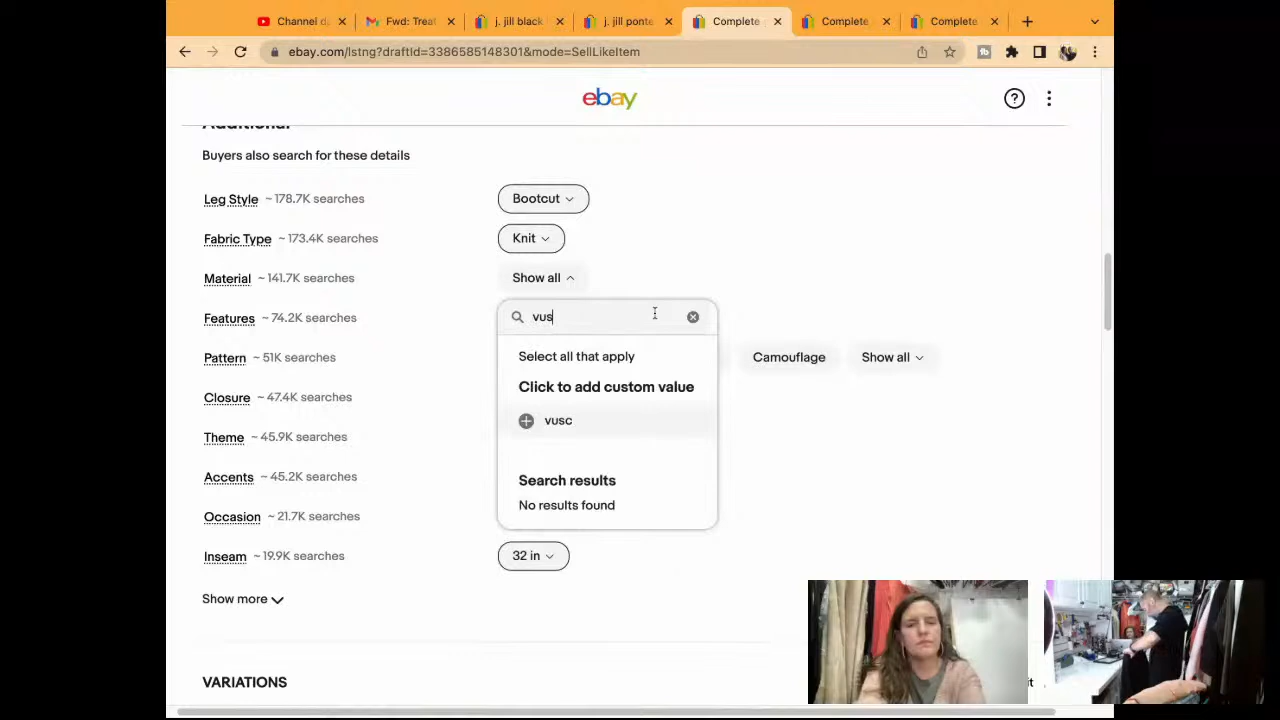 Channel da
Fwd: Treat
j. jill black
j. jill ponte
Complete
Complete
Complete
ebay.com/lstng?draftId=3386585148301&mode=SellLikeItem
ebay
Additional
Buyers also search for these details
Leg Style ~ 178.7K searches Bootcut
Fabric Type ~ 173.4K searches Knit
Material ~ 141.7K searches Show all
Features ~ 74.2K searches vus
Pattern ~ 51K searches Select all that apply Camouflage Show all
Closure ~ 47.4K searches Click to add custom value
Theme ~ 45.9K searches vusc
Accents ~ 45.2K searches Search results
Occasion ~ 21.7K searches No results found
Inseam ~ 19.9K searches 32 in
Show more
VARIATIONS